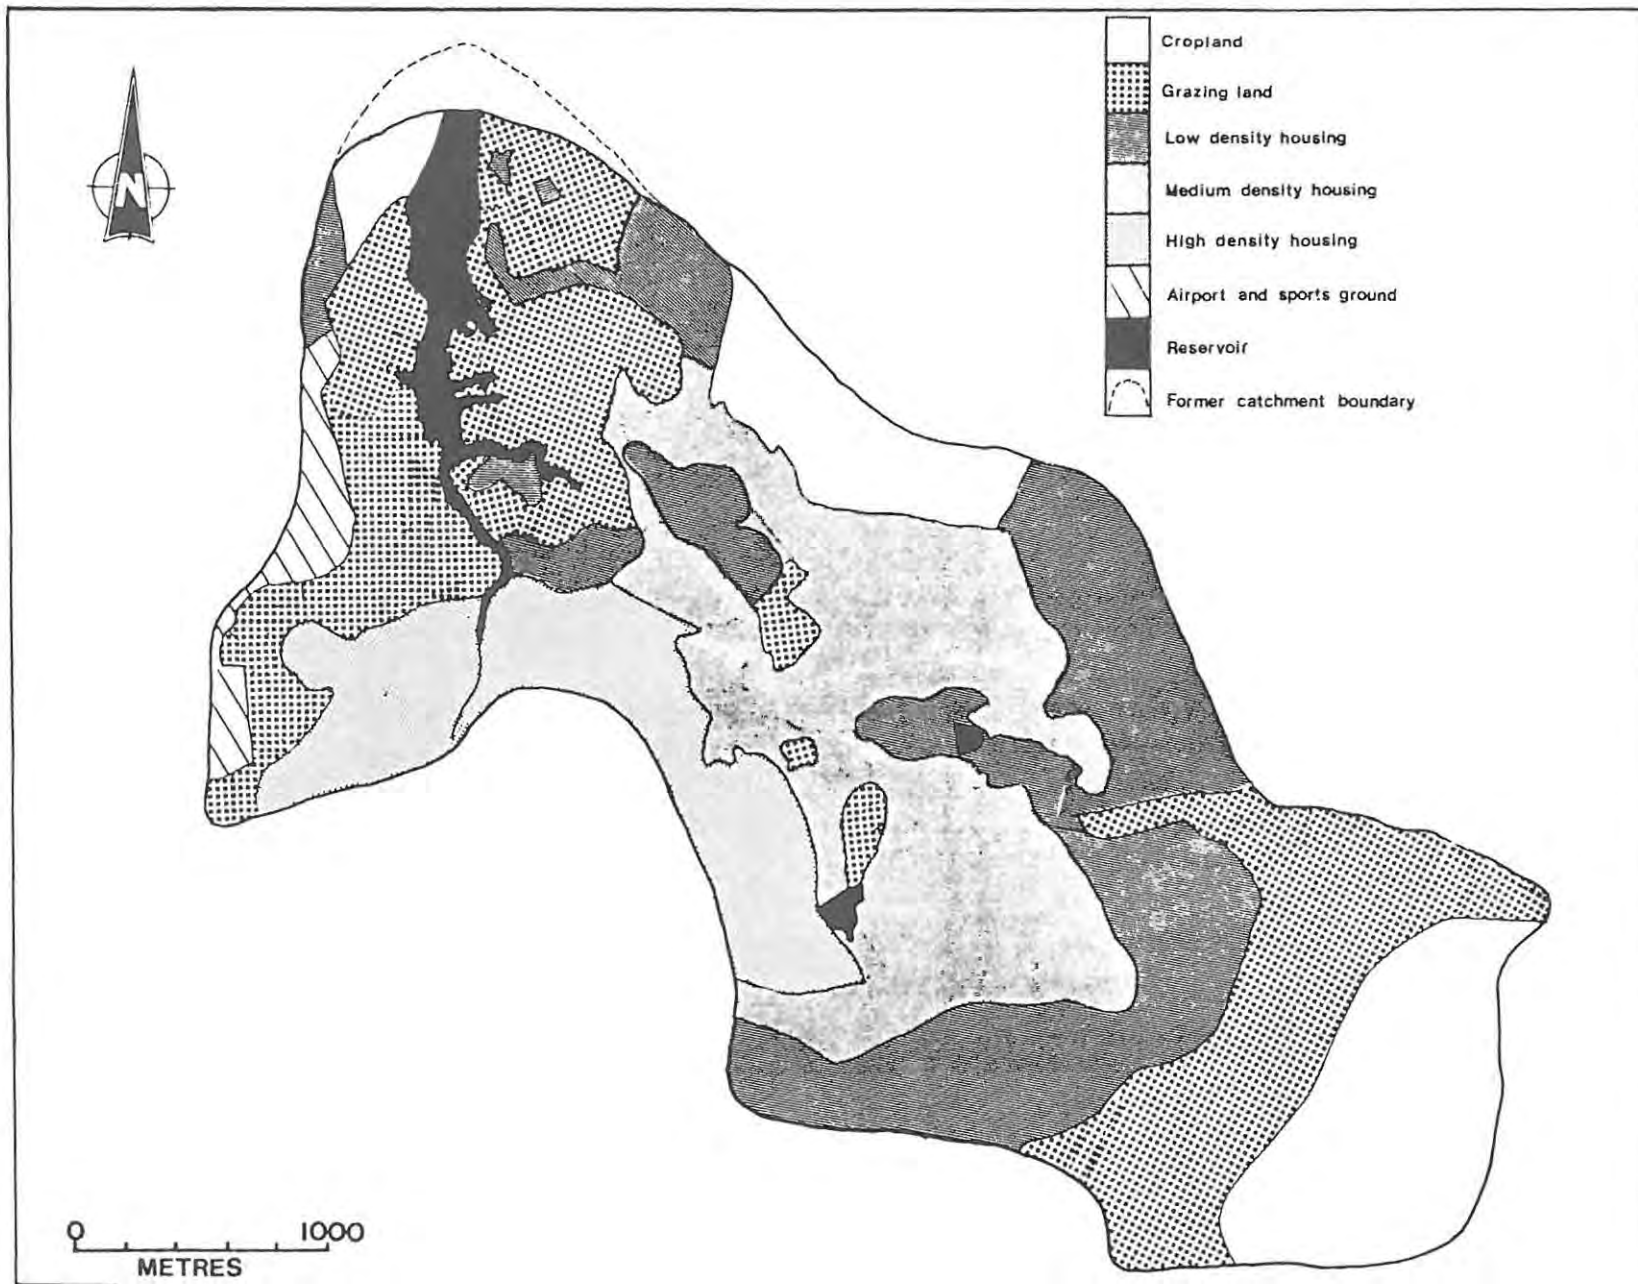 Cropland
Grazing land
Low density housing
Medium density housing
High density housing
Airport and sports ground
Reservoir
Former catchment boundary
N
0 1000
METRES